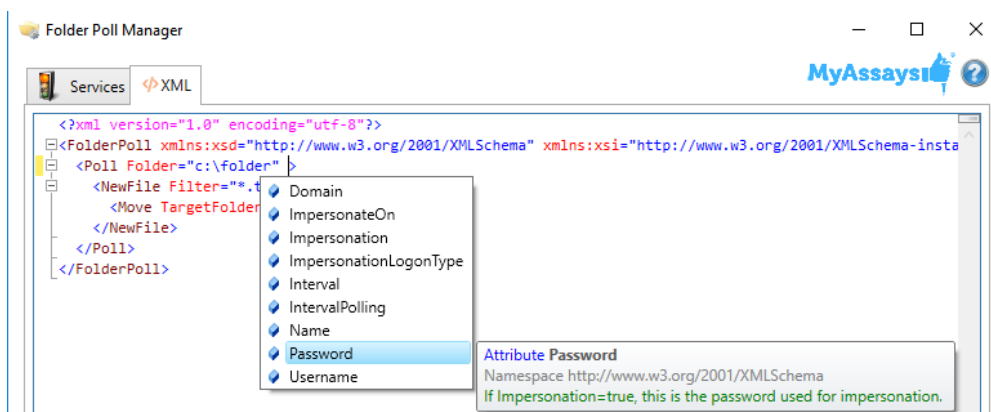 Folder Poll Manager
MyAssays
Services
XML
<?xml version="1.0" encoding="utf-8"?>
<FolderPoll xmlns:xsd="http://www.w3.org/2001/XMLSchema" xmlns:xsi="http://www.w3.org/2001/XMLSchema-insta
<Poll Folder="c:\folder" >
<NewFile Filter="*.t
<Move TargetFolder
</NewFile>
</Poll>
</FolderPoll>
Domain
ImpersonateOn
Impersonation
ImpersonationLogonType
Interval
IntervalPolling
Name
Password
Username
Attribute Password
Namespace http://www.w3.org/2001/XMLSchema
If Impersonation=true, this is the password used for impersonation.